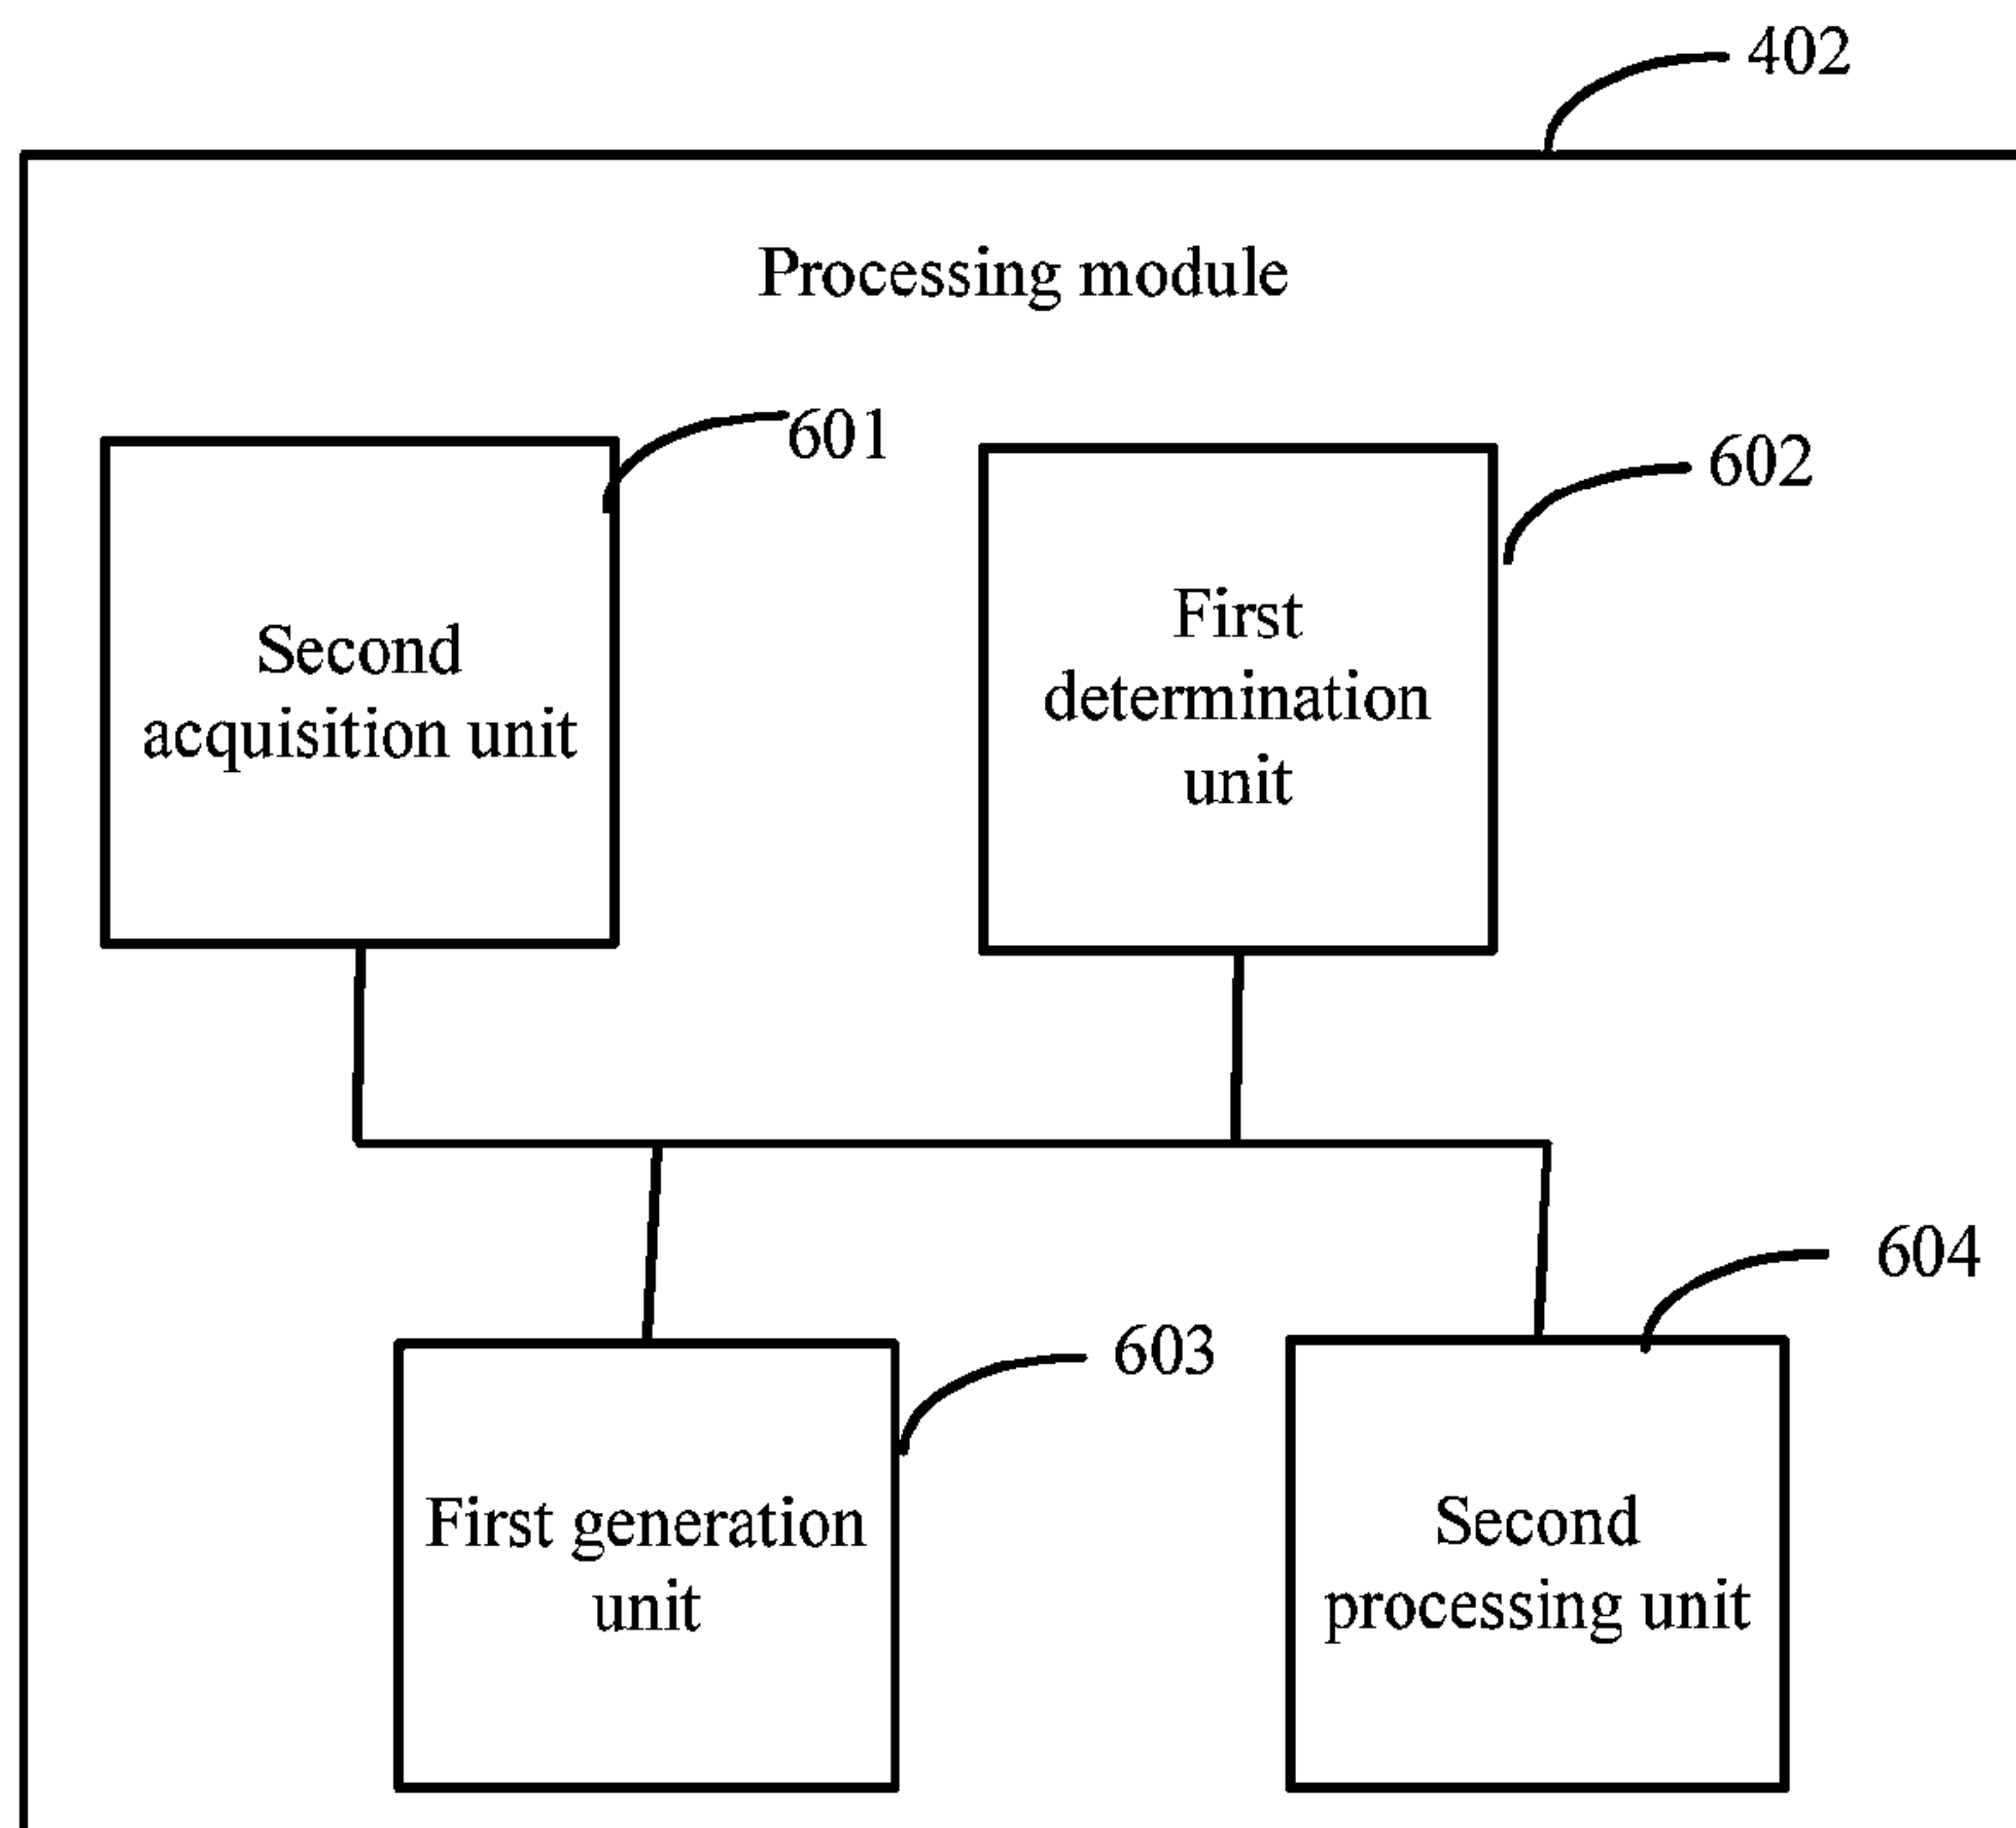 402
Processing module
601
602
Second
acquisition unit
First
determination
unit
603
604
First generation
unit
Second
processing unit